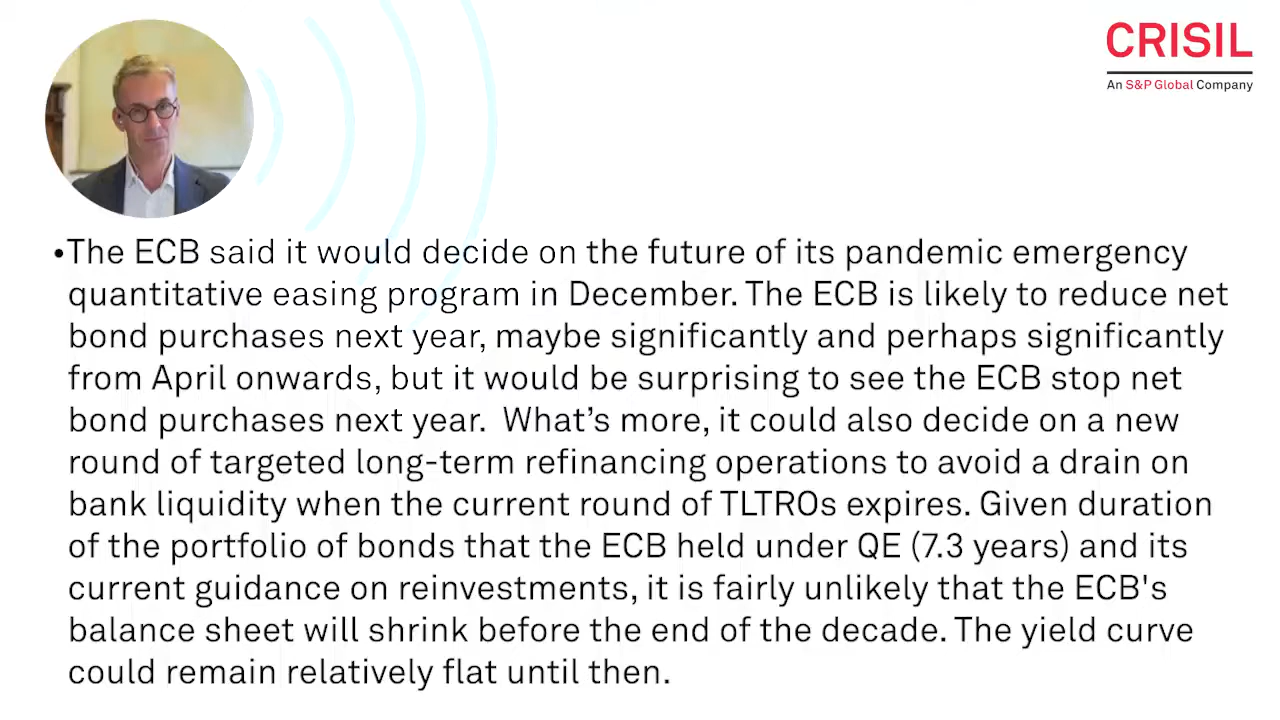 CRISIL
An S&P Global Company
•The ECB said it would decide on the future of its pandemic emergency
quantitative easing program in December. The ECB is likely to reduce net
bond purchases next year, maybe significantly and perhaps significantly
from April onwards, but it would be surprising to see the ECB stop net
bond purchases next year.  What’s more, it could also decide on a new
round of targeted long-term refinancing operations to avoid a drain on
bank liquidity when the current round of TLTROs expires. Given duration
of the portfolio of bonds that the ECB held under QE (7.3 years) and its
current guidance on reinvestments, it is fairly unlikely that the ECB's
balance sheet will shrink before the end of the decade. The yield curve
could remain relatively flat until then.